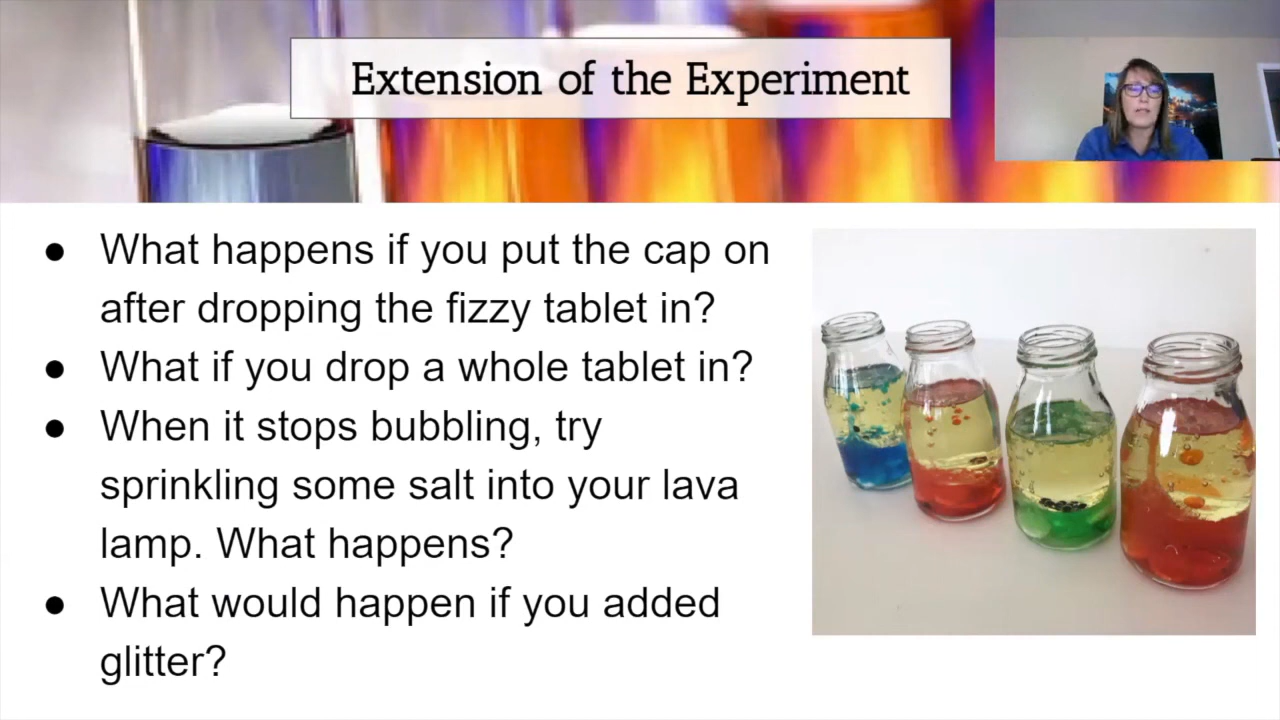 Extension of the Experiment
● What happens if you put the cap on
after dropping the fizzy tablet in?
● What if you drop a whole tablet in?
● When it stops bubbling, try
sprinkling some salt into your lava
lamp. What happens?
● What would happen if you added
glitter?